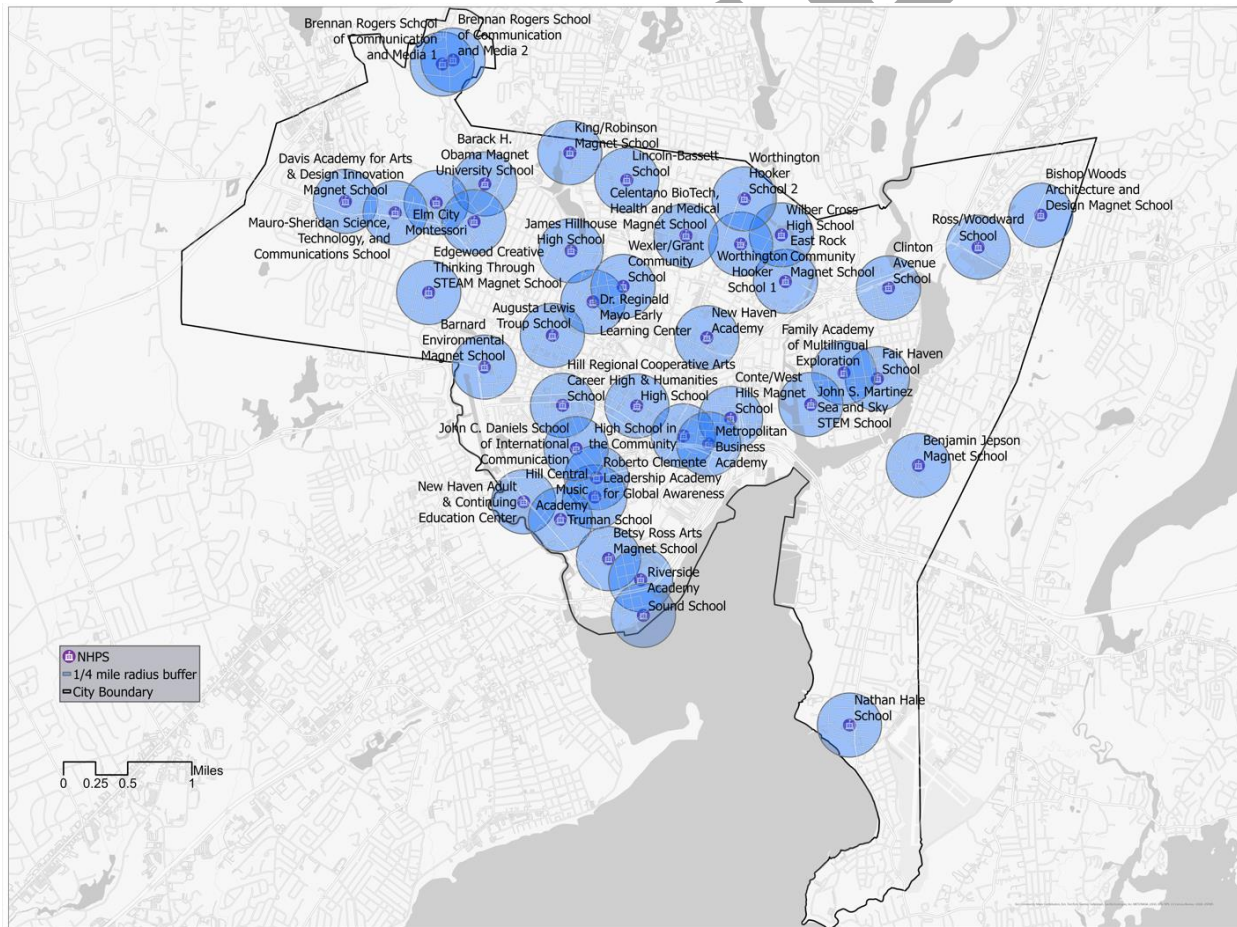 Brennan Rogers School
of Communication
and Media 1
Brennan Rogers School
of Communication
and Media 2
King/Robinson
Magnet School
Barack H.
Obama Magnet
University School
Lincoln-Bassett
School
Worthington
Hooker
School 2
Davis Academy for Arts
& Design Innovation
Magnet School
Bishop/Woods
Architecture and
Design Magnet School
Celentano BioTech,
Health and Medical
Magnet School
Wilber Cross
High School
Ross/Woodward
School
Mauro-Sheridan Science,
Technology, and
Communications School
Elm City
Montessori
James Hillhouse
High School
East Rock
Community
Magnet School
Edgewood Creative
Thinking Through
STEAM Magnet School
Wexler/Grant
Community
School
Worthington
Hooker
School 1
Clinton
Avenue
School
Augusta Lewis
Troup School
Dr. Reginald
Mayo Early
Learning Center
New Haven
Academy
Barnard
Environmental
Magnet School
Family Academy
of Multilingual
Exploration
Fair Haven
School
Hill Regional
Career High
School
Cooperative Arts
& Humanities
High School
Conte/West
Hills Magnet
School
John S. Martinez
Sea and Sky
STEM School
John C. Daniels School
of International
Communication
High School in
the Community
Metropolitan
Business
Academy
Benjamin Jepson
Magnet School
Hill Central
Music
Academy
Roberto Clemente
Leadership Academy
for Global Awareness
New Haven Adult
& Continuing
Education Center
Truman School
Betsy Ross Arts
Magnet School
Riverside
Academy
Sound School
Nathan Hale
School
NHPS
1/4 mile radius buffer
City Boundary
Miles
0 0.25 0.5 1